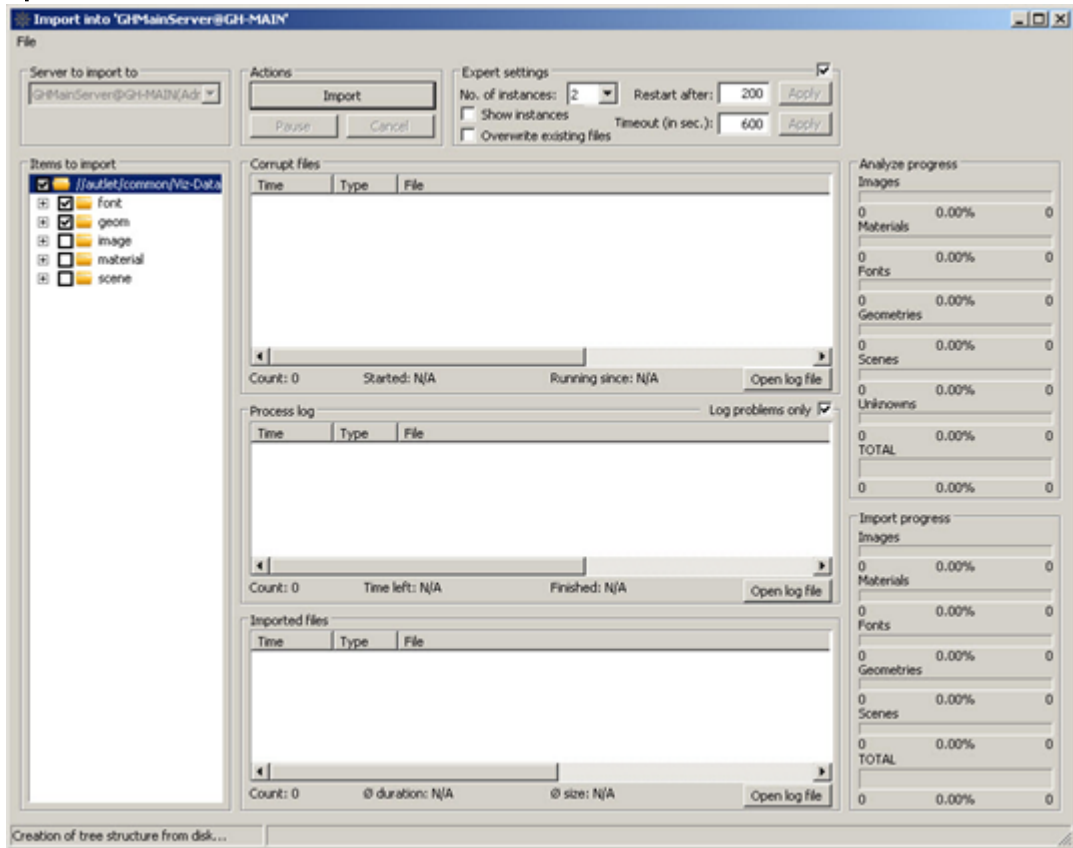 Import into 'GHMainServer@GH-MAIN'
File
Server to import to
GHMainServer@GH-MAIN(Adr
Actions
Import
Pause
Cancel
Expert settings
No. of instances: 2
Restart after: 200 Apply
Show instances
Timeout (in sec.): 600 Apply
Overwrite existing files
Items to import
//autlet/common/Viz-Data
font
geom
image
material
scene
Corrupt files
Time Type File
Count: 0 Started: N/A Running since: N/A Open log file
Process log Log problems only
Time Type File
Count: 0 Time left: N/A Finished: N/A Open log file
Imported files
Time Type File
Count: 0 Ø duration: N/A Ø size: N/A Open log file
Analyze progress
Images
0 0.00% 0
Materials
0 0.00% 0
Fonts
0 0.00% 0
Geometries
0 0.00% 0
Scenes
0 0.00% 0
Unknowns
0 0.00% 0
TOTAL
0 0.00% 0
Import progress
Images
0 0.00% 0
Materials
0 0.00% 0
Fonts
0 0.00% 0
Geometries
0 0.00% 0
Scenes
0 0.00% 0
TOTAL
0 0.00% 0
Creation of tree structure from disk...